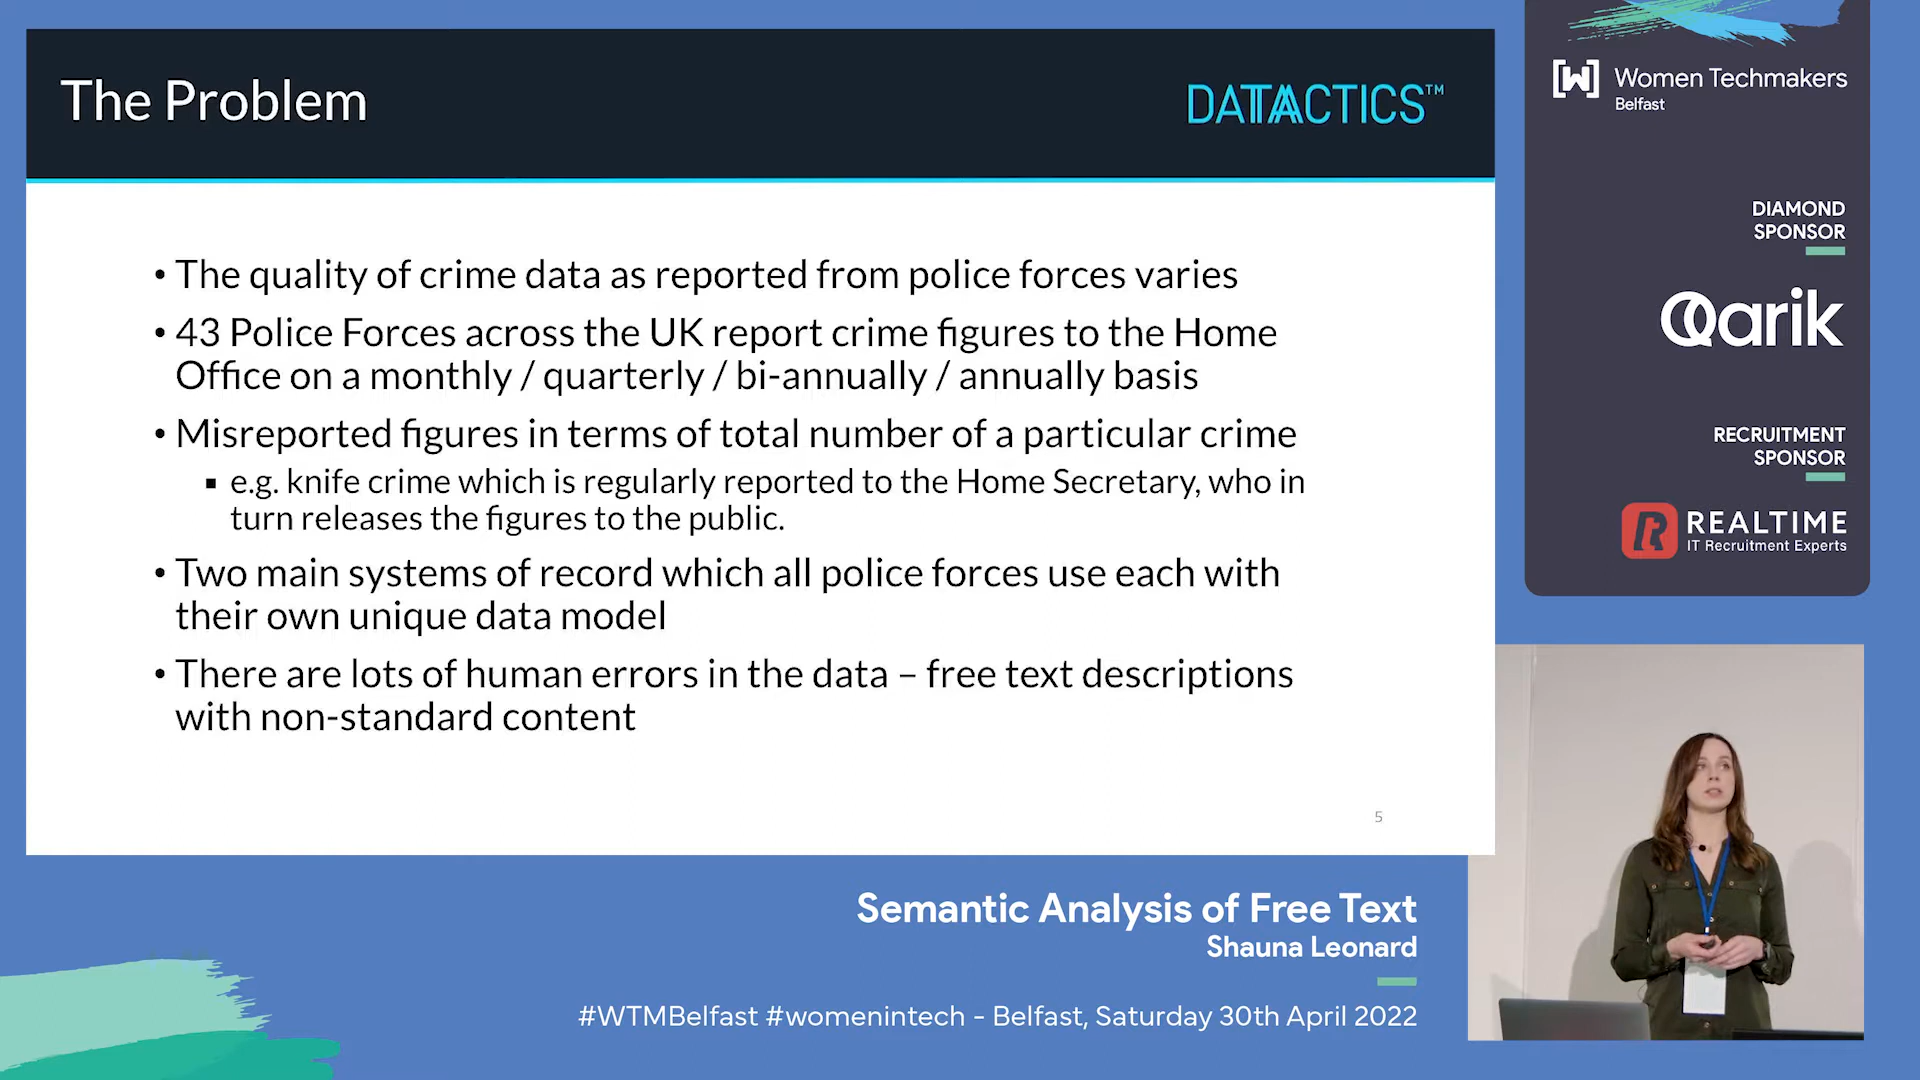 The Problem
DATACTICS™
• The quality of crime data as reported from police forces varies
• 43 Police Forces across the UK report crime figures to the Home
Office on a monthly / quarterly / bi-annually / annually basis
• Misreported figures in terms of total number of a particular crime
▪ e.g. knife crime which is regularly reported to the Home Secretary, who in
turn releases the figures to the public.
• Two main systems of record which all police forces use each with
their own unique data model
• There are lots of human errors in the data – free text descriptions
with non-standard content
5
[W] Women Techmakers
Belfast
DIAMOND
SPONSOR
Qarik
RECRUITMENT
SPONSOR
REALTIME
IT Recruitment Experts
Semantic Analysis of Free Text
Shauna Leonard
#WTMBelfast #womenintech - Belfast, Saturday 30th April 2022